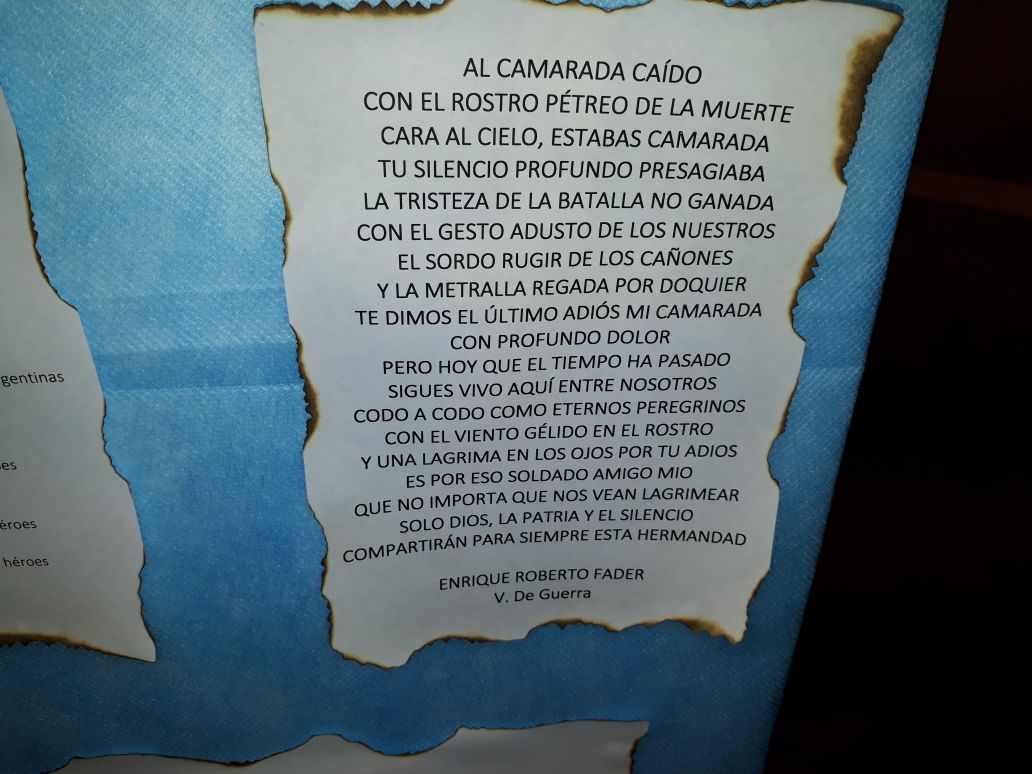 AL CAMARADA CAÍDO
CON EL ROSTRO PÉTREO DE LA MUERTE
CARA AL CIELO, ESTABAS CAMARADA
TU SILENCIO PROFUNDO PRESAGIABA
LA TRISTEZA DE LA BATALLA NO GANADA
CON EL GESTO ADUSTO DE LOS NUESTROS
EL SORDO RUGIR DE LOS CAÑONES
Y LA METRALLA REGADA POR DOQUIER
TE DIMOS EL ÚLTIMO ADIÓS MI CAMARADA
CON PROFUNDO DOLOR
PERO HOY QUE EL TIEMPO HA PASADO
SIGUES VIVO AQUÍ ENTRE NOSOTROS
CODO A CODO COMO ETERNOS PEREGRINOS
CON EL VIENTO GÉLIDO EN EL ROSTRO
Y UNA LAGRIMA EN LOS OJOS POR TU ADIOS
ES POR ESO SOLDADO AMIGO MIO
QUE NO IMPORTA QUE NOS VEAN LAGRIMEAR
SOLO DIOS, LA PATRIA Y EL SILENCIO
COMPARTIRÁN PARA SIEMPRE ESTA HERMANDAD
ENRIQUE ROBERTO FADER
V. De Guerra
héroes